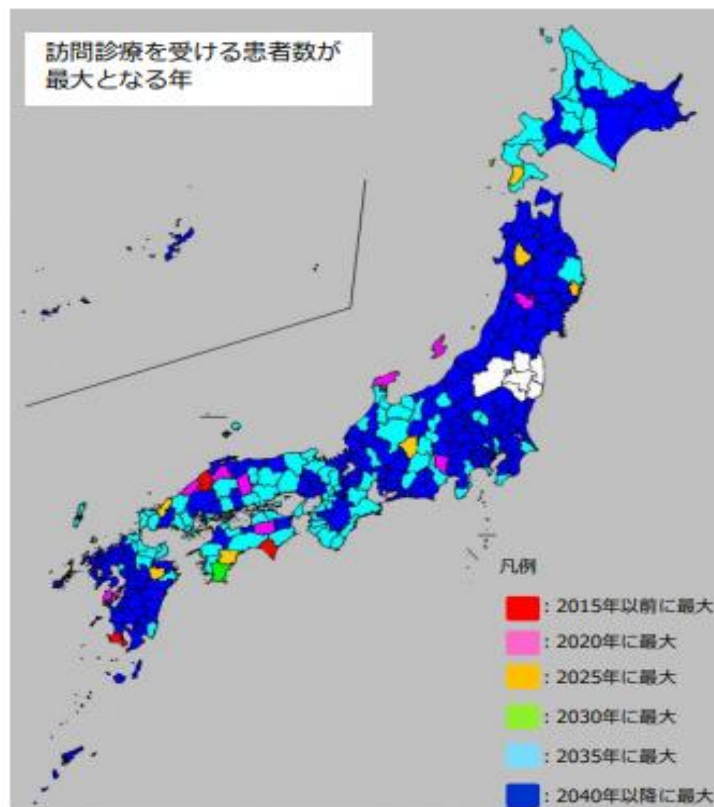 訪問診療を受ける患者数が
最大となる年
凡例
：2015年以前に最大
：2020年に最大
：2025年に最大
：2030年に最大
：2035年に最大
：2040年以降に最大